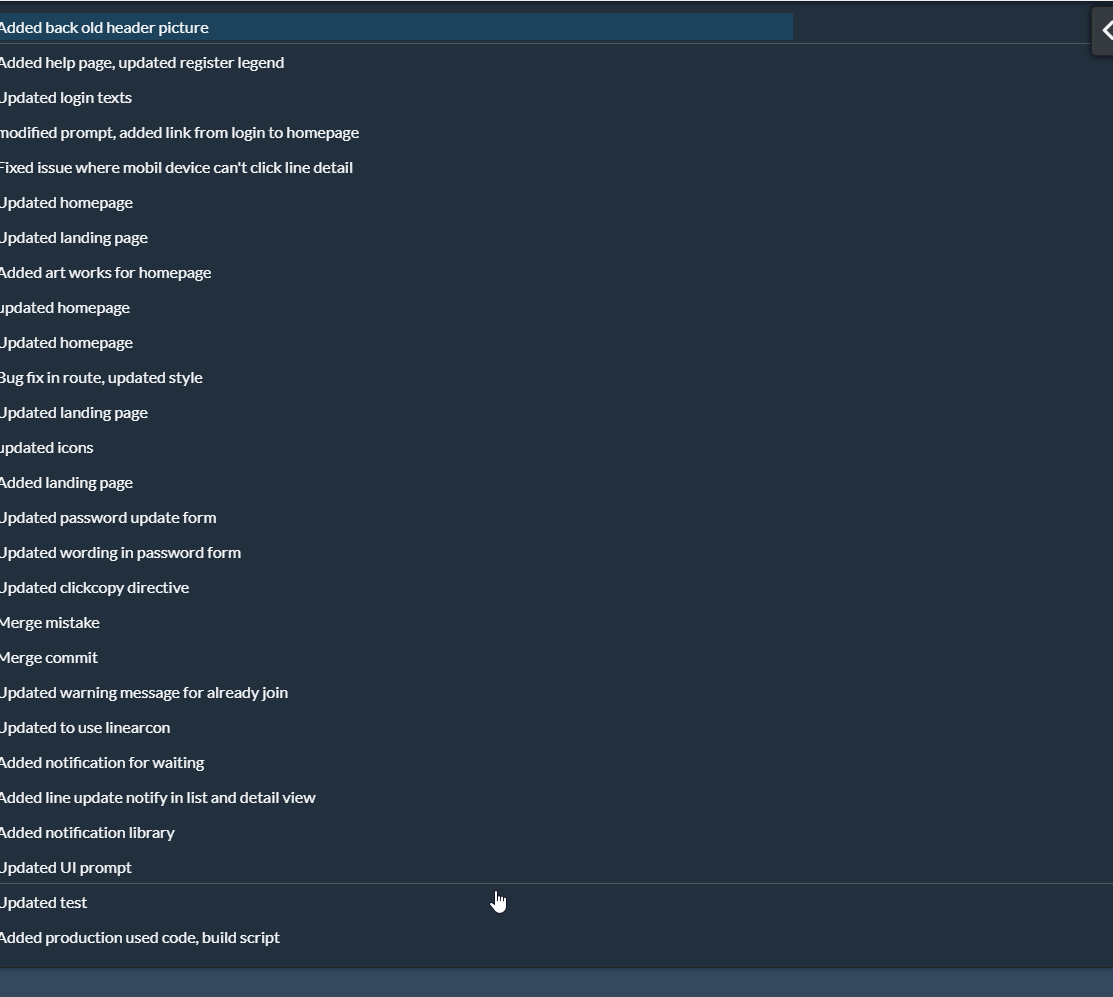 Added back old header picture
Added help page, updated register legend
Updated login texts
modified prompt, added link from login to homepage
Fixed issue where mobil device can't click line detail
Updated homepage
Updated landing page
Added art works for homepage
updated homepage
Updated homepage
Bug fix in route, updated style
Updated landing page
updated icons
Added landing page
Updated password update form
Updated wording in password form
Updated clickcopy directive
Merge mistake
Merge commit
Updated warning message for already join
Updated to use linearcon
Added notification for waiting
Added line update notify in list and detail view
Added notification library
Updated UI prompt
Updated test
Added production used code, build script